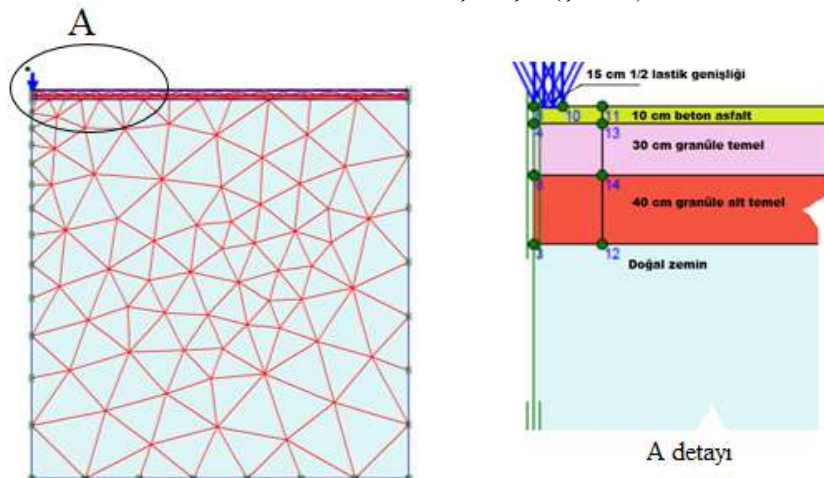 A
15 cm 1/2 lastik genişliği
10
11
10 cm beton asfalt
4
13
30 cm granüle temel
14
40 cm granüle alt temel
3
12
Doğal zemin
A detayı